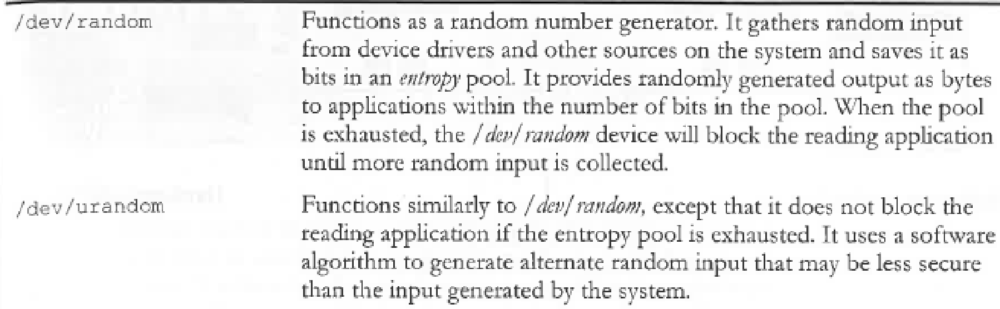 /dev/random
Functions as a random number generator. It gathers random input
from device drivers and other sources on the system and saves it as
bits in an entropy pool. It provides randomly generated output as bytes
to applications within the number of bits in the pool. When the pool
is exhausted, the /dev/random device will block the reading application
until more random input is collected.
/dev/urandom
Functions similarly to /dev/random, except that it does not block the
reading application if the entropy pool is exhausted. It uses a software
algorithm to generate alternate random input that may be less secure
than the input generated by the system.